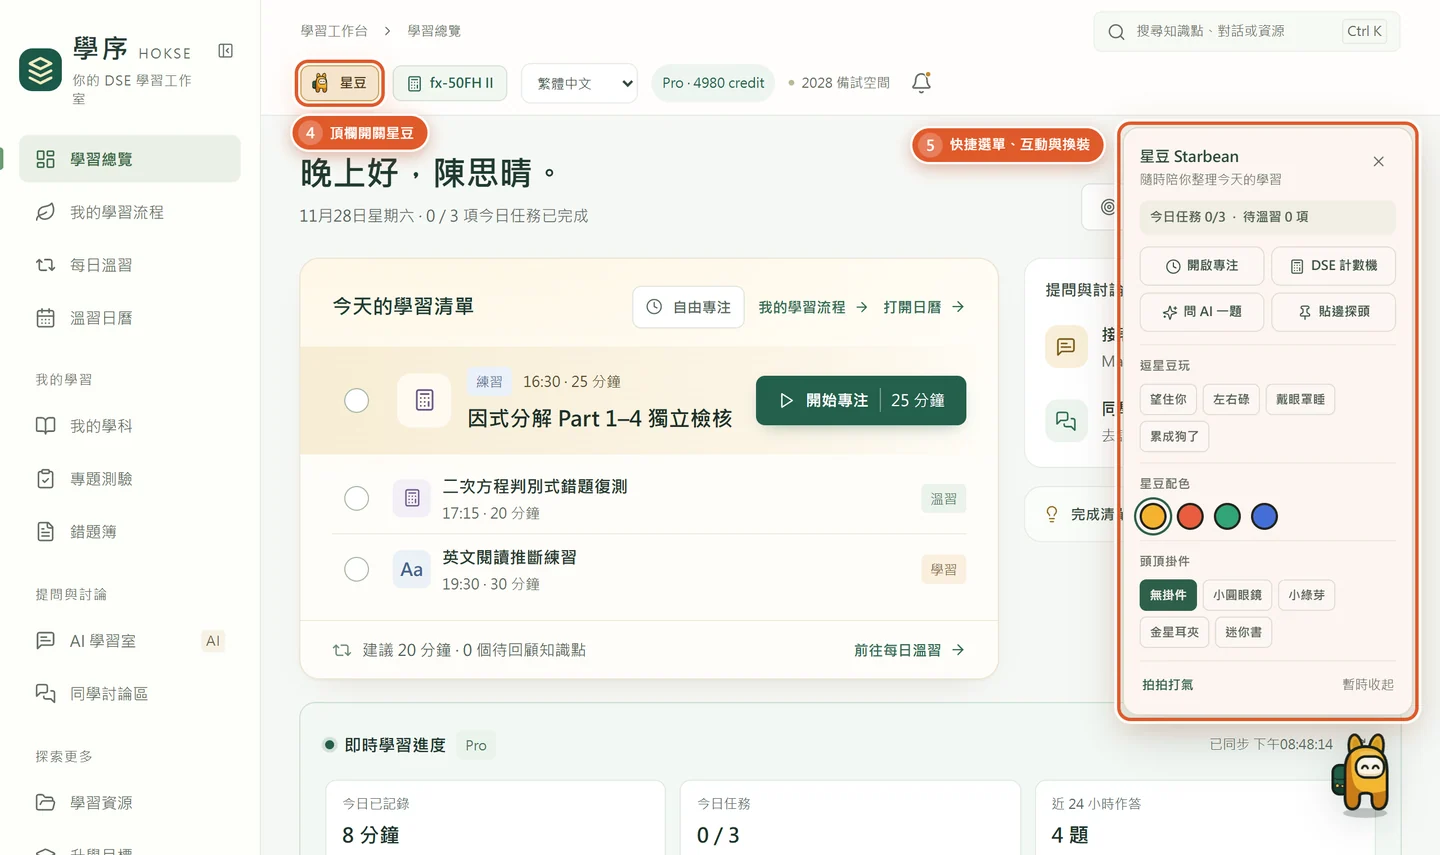 學序 HOKSE
你的 DSE 學習工作
室
學習總覽
我的學習流程
每日溫習
溫習日曆
我的學習
我的學科
專題測驗
錯題簿
提問與討論
AI 學習室 AI
同學討論區
探索更多
學習資源
學習工作台 > 學習總覽
搜尋知識點、對話或資源 Ctrl K
星豆
fx-50FH II
繁體中文
Pro · 4980 credit
2028 備試空間
4 頂欄開關星豆
5 快捷選單、互動與換裝
晚上好，陳思晴。
11月28日星期六 · 0 / 3 項今日任務已完成
今天的學習清單
自由專注
我的學習流程 →
打開日曆 →
練習 16:30 · 25 分鐘
因式分解 Part 1–4 獨立檢核
開始專注 25 分鐘
二次方程判別式錯題復測
17:15 · 20 分鐘
溫習
Aa
英文閱讀推斷練習
19:30 · 30 分鐘
學習
建議 20 分鐘 · 0 個待回顧知識點
前往每日溫習 →
提問與討論
完成清
星豆 Starbean
隨時陪你整理今天的學習
今日任務 0/3 · 待溫習 0 項
開啟專注
DSE 計數機
問 AI 一題
貼邊探頭
逗星豆玩
望住你
左右碌
戴眼罩睡
累成狗了
星豆配色
頭頂掛件
無掛件
小圓眼鏡
小綠芽
金星耳夾
迷你書
拍拍打氣
暫時收起
即時學習進度 Pro
已同步 下午08:48:14
今日已記錄
8 分鐘
今日任務
0 / 3
近 24 小時作答
4 題